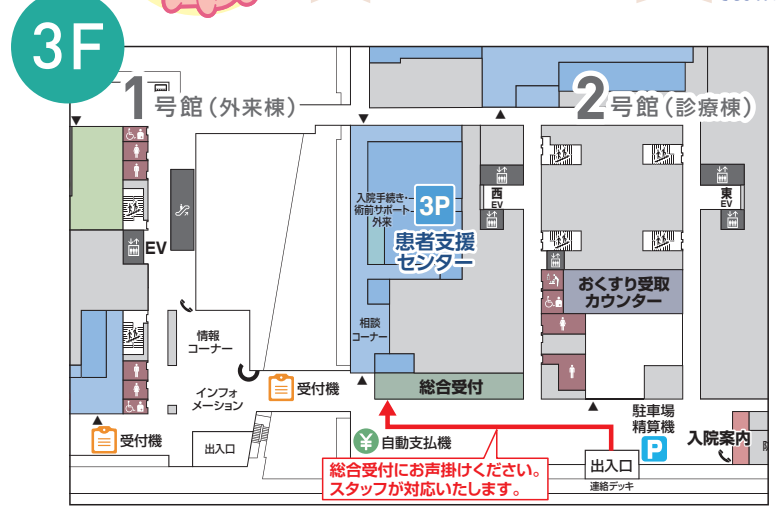 3F
1号館(外来棟)
2号館(診療棟)
入院手続き・
術前サポート
外来
3P
患者支援
センター
西
EV
東
EV
EV
おくすり受取
カウンター
情報
コーナー
相談
コーナー
インフォ
メーション
受付機
総合受付
受付機
出入口
¥自動支払機
駐車場
精算機
P
入院案内
総合受付にお声掛けください。
スタッフが対応いたします。
出入口
連絡デッキ